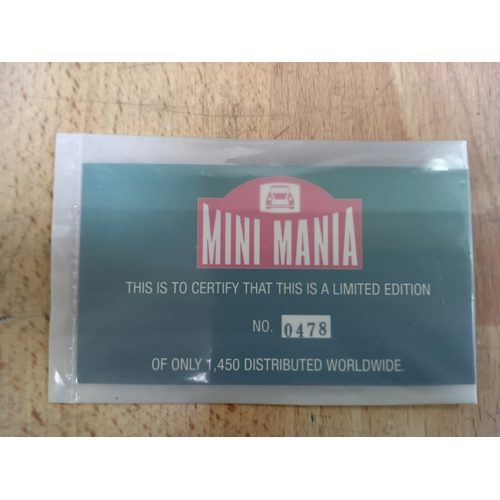 MINI MANIA
THIS IS TO CERTIFY THAT THIS IS A LIMITED EDITION
NO. 0478
OF ONLY 1,450 DISTRIBUTED WORLDWIDE.